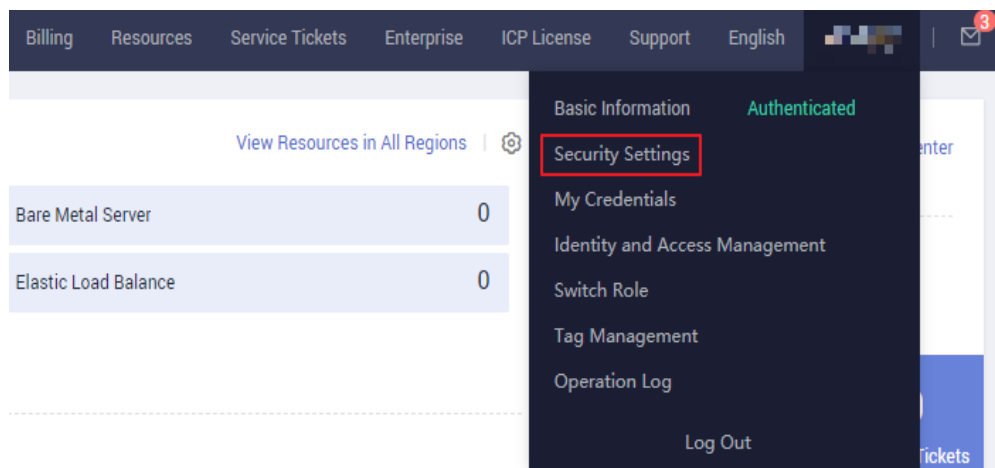 Billing Resources Service Tickets Enterprise ICP License Support English 3
Basic Information Authenticated
View Resources in All Regions
Security Settings
enter
My Credentials
Bare Metal Server 0
Identity and Access Management
Elastic Load Balance 0
Switch Role
Tag Management
Operation Log
Log Out
Tickets